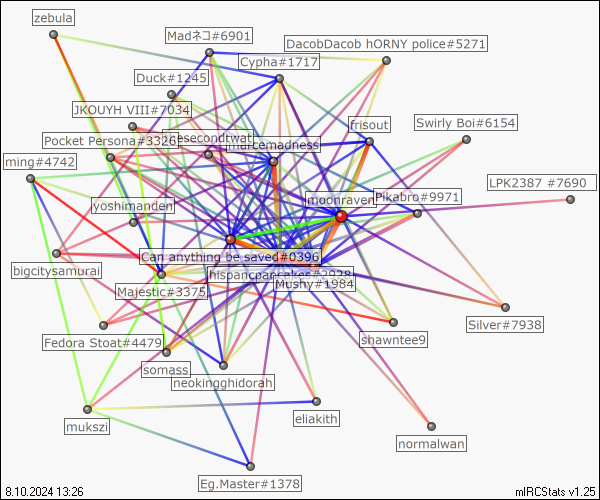 zebula
Madネコ#6901
DacobDacob hORNY police#5271
Cypha#1717
Duck#1245
JKOUYH VIII#7034
frisout
Swirly Boi#6154
Pocket Persona#3326
esecondtwat
marcemadness
ming#4742
LPK2387 #7690
moonraven
Pikabro#9971
yoshimanden
Can anything be saved#0396
bigcitysamurai
hispancpancakes#2928
Mushy#1984
Majestic#3375
Silver#7938
Fedora Stoat#4479
shawntee9
somass
neokingghidorah
mukszi
eliakith
normalwan
Eg.Master#1378
8.10.2024 13:26
mIRCStats v1.25